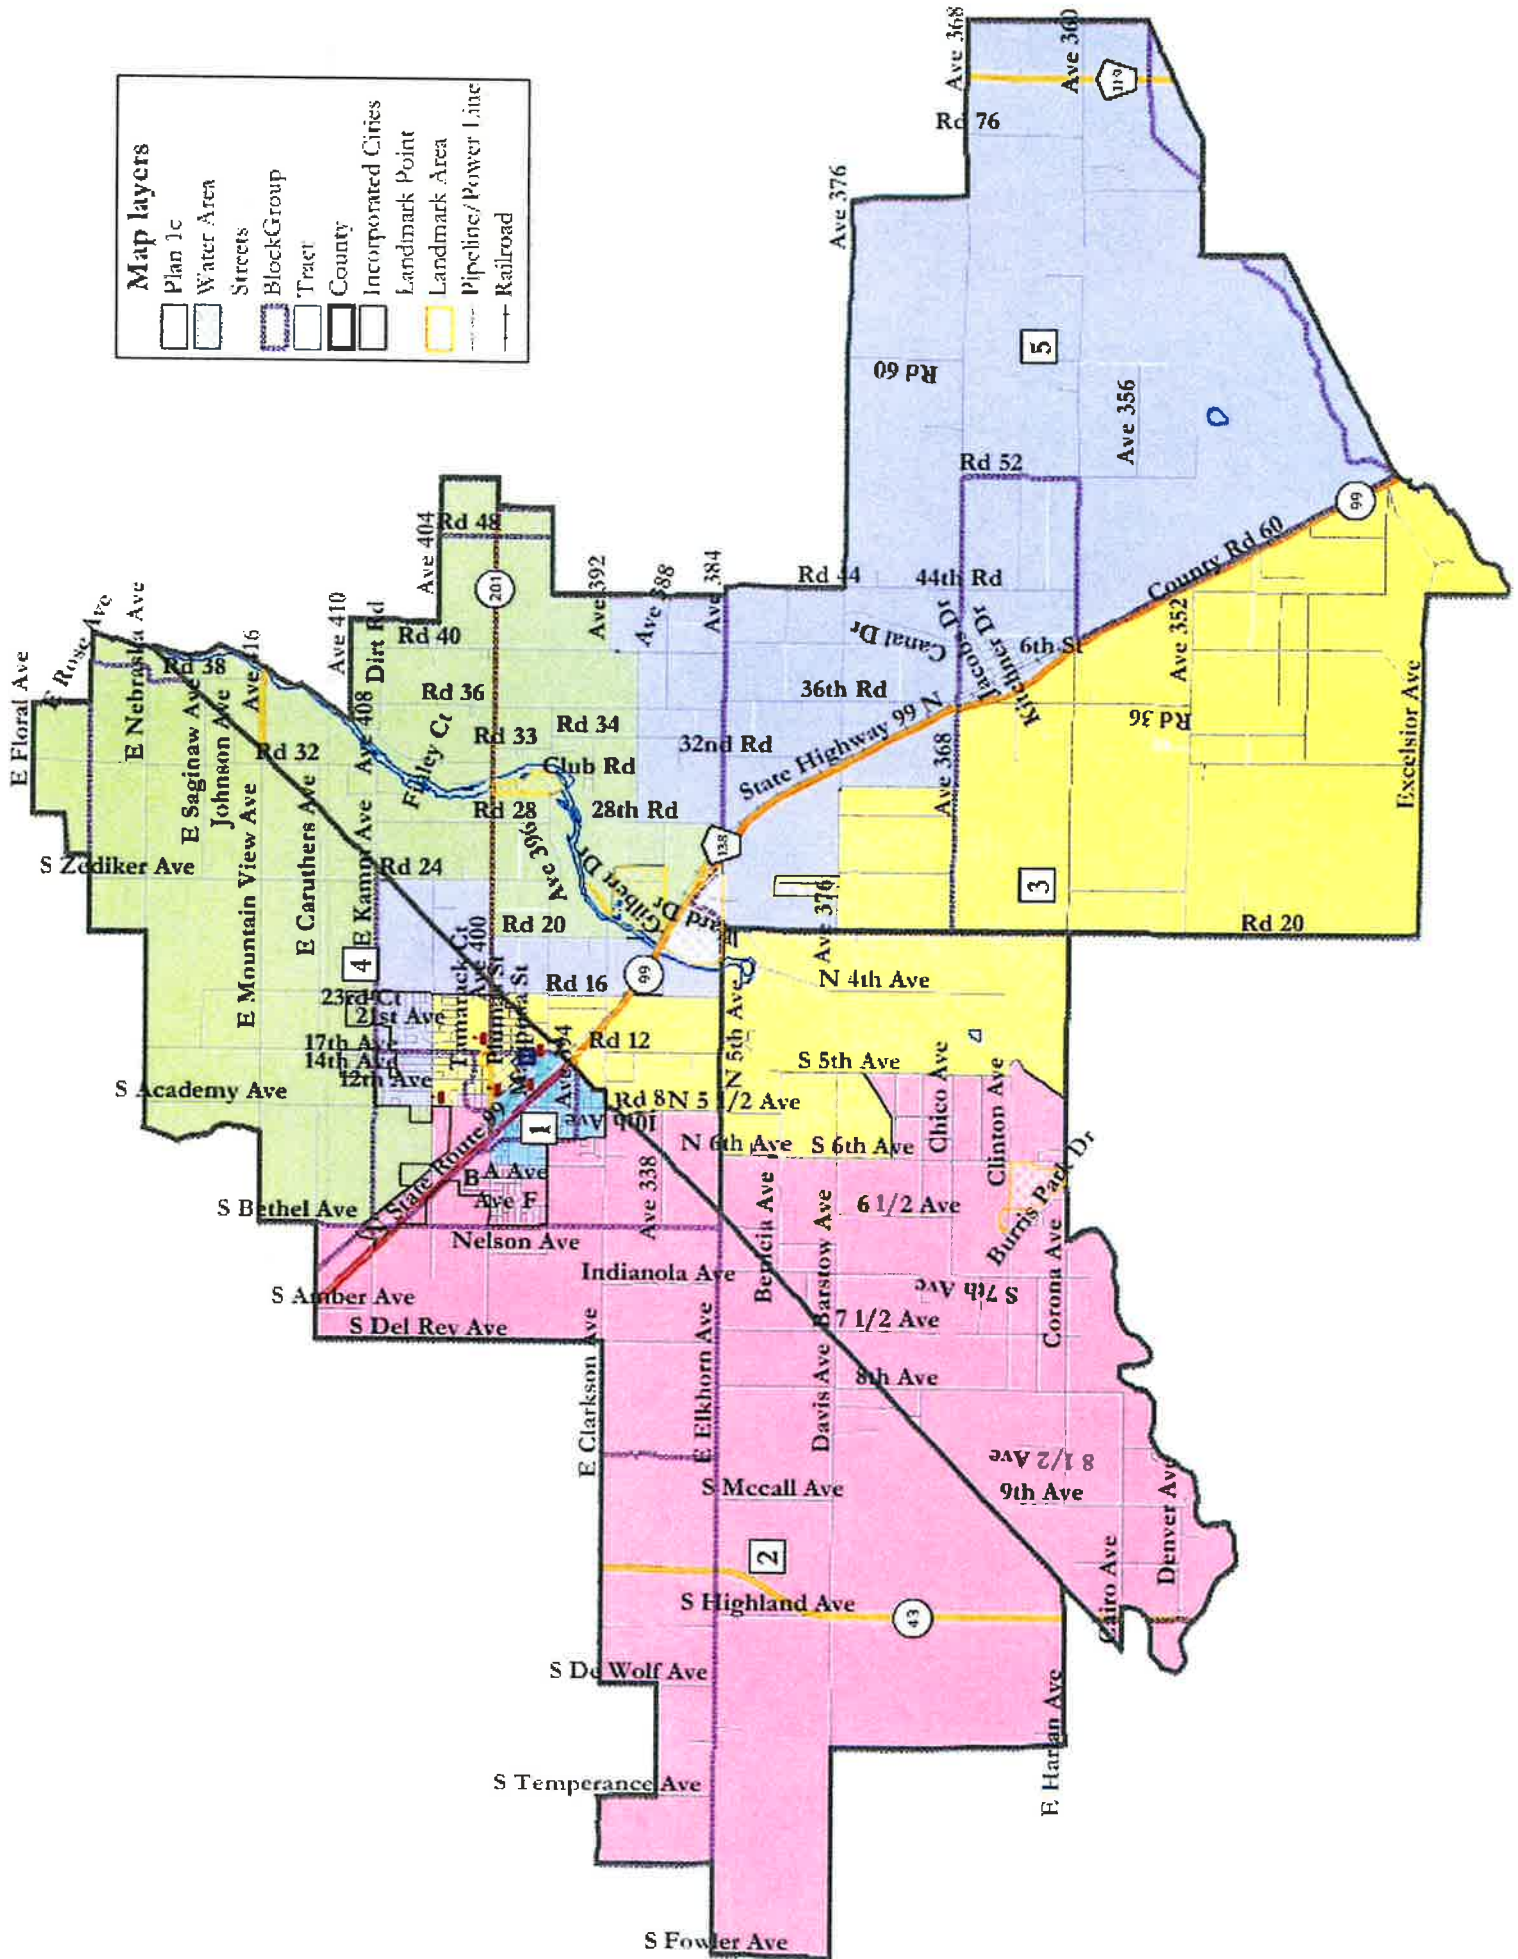 Map layers
Plan 1c
Water Area
Streets
BlockGroup
Tract
County
Incorporated Cities
Landmark Point
Landmark Area
Pipeline/Power Line
Railroad
E Floral Ave
E Rose Ave
E Nebraska Ave
Rd 38
E Saginaw Ave
Johnson Ave
Rd 32
E Mountain View Ave
E Caruthers Ave
S Zediker Ave
E Kamm Ave
Ave 408
Ave 410
Dirt Rd
Ave 404
Rd 48
201
Rd 40
Rd 36
Rd 33
Rd 34
Club Rd
Rd 28
28th Rd
Ave 396
Gilbert Dr
Rd 24
Rd 20
Ave 400
4
Ave 392
Ave 388
Ave 384
32nd Rd
138
State Highway 99 N
Rd 44
44th Rd
Canal Dr
Jacobs Dr
Kitchner Dr
6th St
36th Rd
Ave 368
Ave 376
Ave 368
Rd 76
Ave 360
119
Rd 60
5
Ave 356
Rd 52
99
County Rd 60
Ave 352
Rd 36
Excelsior Ave
3
Rd 20
Ave 376
N 4th Ave
23rd Ct
21st Ave
17th Ave
14th Ave
12th Ave
Tamarack Ct
Rd 16
99
Rd 12
S Academy Ave
1
10th Ave
Rd 8
N 5 1/2 Ave
N 5th Ave
S 5th Ave
N 6th Ave
S 6th Ave
Chico Ave
Clinton Ave
W State Route 99
A Ave
B
Ave F
Ave 338
S Bethel Ave
Nelson Ave
Indianola Ave
Benicia Ave
Barstow Ave
6 1/2 Ave
Burris Park Dr
S 7th Ave
7 1/2 Ave
Corona Ave
S Amber Ave
S Del Rey Ave
E Clarkson Ave
E Elkhorn Ave
Davis Ave
8th Ave
8 1/2 Ave
9th Ave
S Mccall Ave
Denver Ave
2
S Highland Ave
43
Cairo Ave
S De Wolf Ave
E Harlan Ave
S Temperance Ave
S Fowler Ave